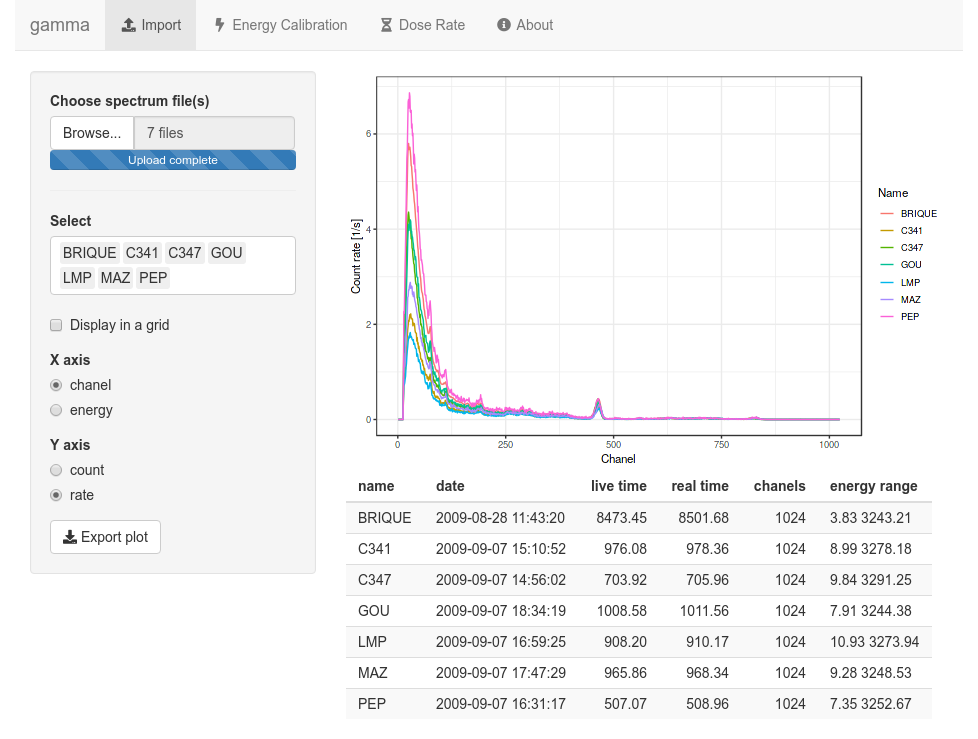 gamma Import Energy Calibration Dose Rate About
Choose spectrum file(s)
Browse... 7 files
Upload complete
Select
BRIQUE C341 C347 GOU
LMP MAZ PEP
Display in a grid
X axis
chanel
energy
Y axis
count
rate
Export plot
Count rate [1/s]
6
4
2
0
0 250 500 750 1000
Chanel
Name
BRIQUE
C341
C347
GOU
LMP
MAZ
PEP
name date live time real time chanels energy range
BRIQUE 2009-08-28 11:43:20 8473.45 8501.68 1024 3.83 3243.21
C341 2009-09-07 15:10:52 976.08 978.36 1024 8.99 3278.18
C347 2009-09-07 14:56:02 703.92 705.96 1024 9.84 3291.25
GOU 2009-09-07 18:34:19 1008.58 1011.56 1024 7.91 3244.38
LMP 2009-09-07 16:59:25 908.20 910.17 1024 10.93 3273.94
MAZ 2009-09-07 17:47:29 965.86 968.34 1024 9.28 3248.53
PEP 2009-09-07 16:31:17 507.07 508.96 1024 7.35 3252.67